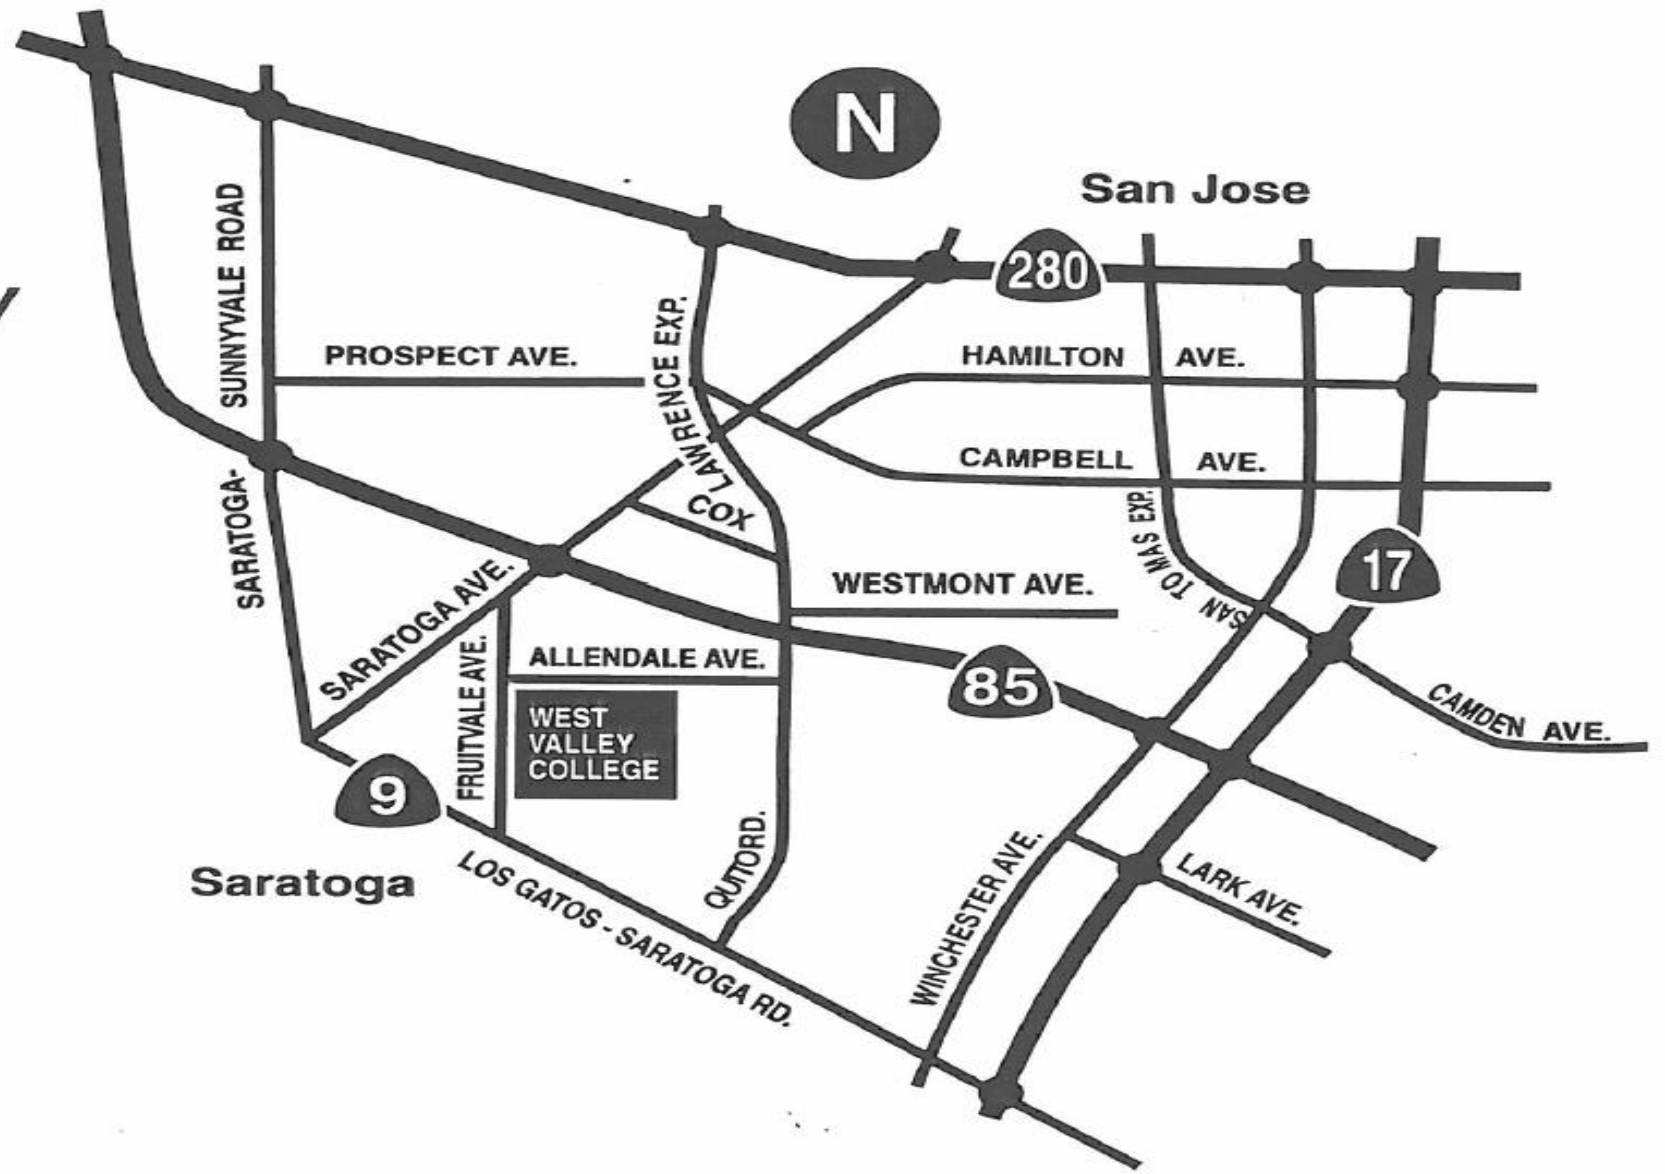 N
San Jose
280
SUNNYVALE ROAD
SARATOGA-
PROSPECT AVE.
LAWRENCE EXP.
HAMILTON AVE.
CAMPBELL AVE.
COX
SAN TOMAS EXP.
17
WESTMONT AVE.
SARATOGA AVE.
FRUITVALE AVE.
ALLENDALE AVE.
85
WEST
VALLEY
COLLEGE
CAMDEN AVE.
9
Saratoga
LOS GATOS - SARATOGA RD.
QUITO RD.
WINCHESTER AVE.
LARK AVE.